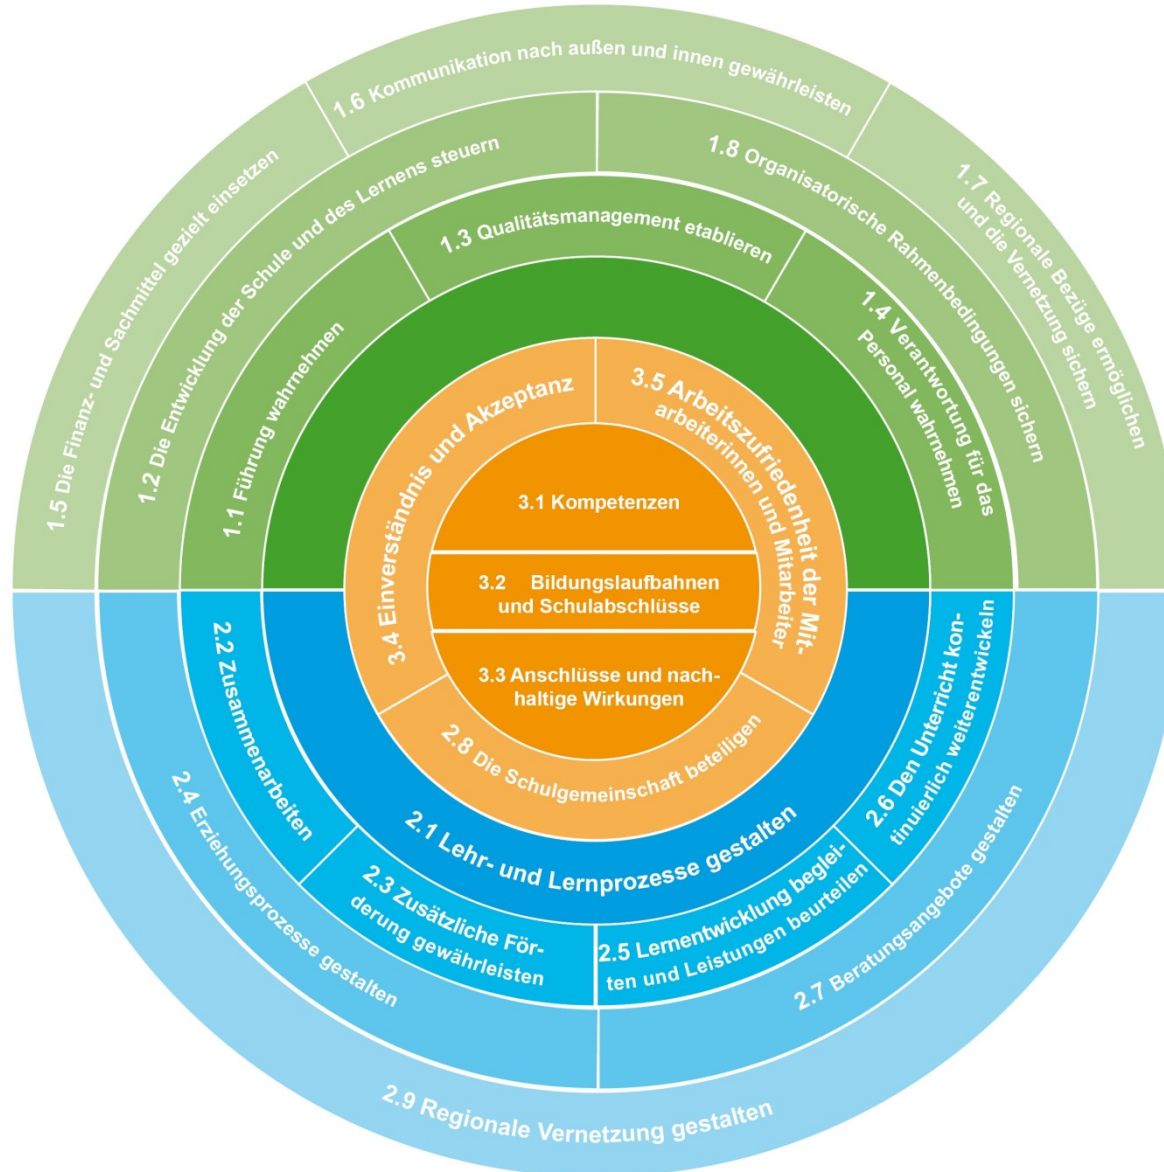 1.6 Kommunikation nach außen und innen gewährleisten
1.5 Die Finanz- und Sachmittel gezielt einsetzen
1.7 Regionale Bezüge ermöglichen
und die Vernetzung sichern
1.2 Die Entwicklung der Schule und des Lernens steuern
1.8 Organisatorische Rahmenbedingungen sichern
1.1 Führung wahrnehmen
1.3 Qualitätsmanagement etablieren
1.4 Verantwortung für das
Personal wahrnehmen
3.4 Einverständnis und Akzeptanz
3.5 Arbeitszufriedenheit der Mit-
arbeiterinnen und Mitarbeiter
3.1 Kompetenzen
3.2 Bildungslaufbahnen
und Schulabschlüsse
3.3 Anschlüsse und nach-
haltige Wirkungen
2.8 Die Schulgemeinschaft beteiligen
2.1 Lehr- und Lernprozesse gestalten
2.2 Zusammenarbeiten
2.3 Zusätzliche För-
derung gewährleisten
2.5 Lernentwicklung beglei-
ten und Leistungen beurteilen
2.6 Den Unterricht kon-
tinuierlich weiterentwickeln
2.4 Erziehungsprozesse gestalten
2.7 Beratungsangebote gestalten
2.9 Regionale Vernetzung gestalten